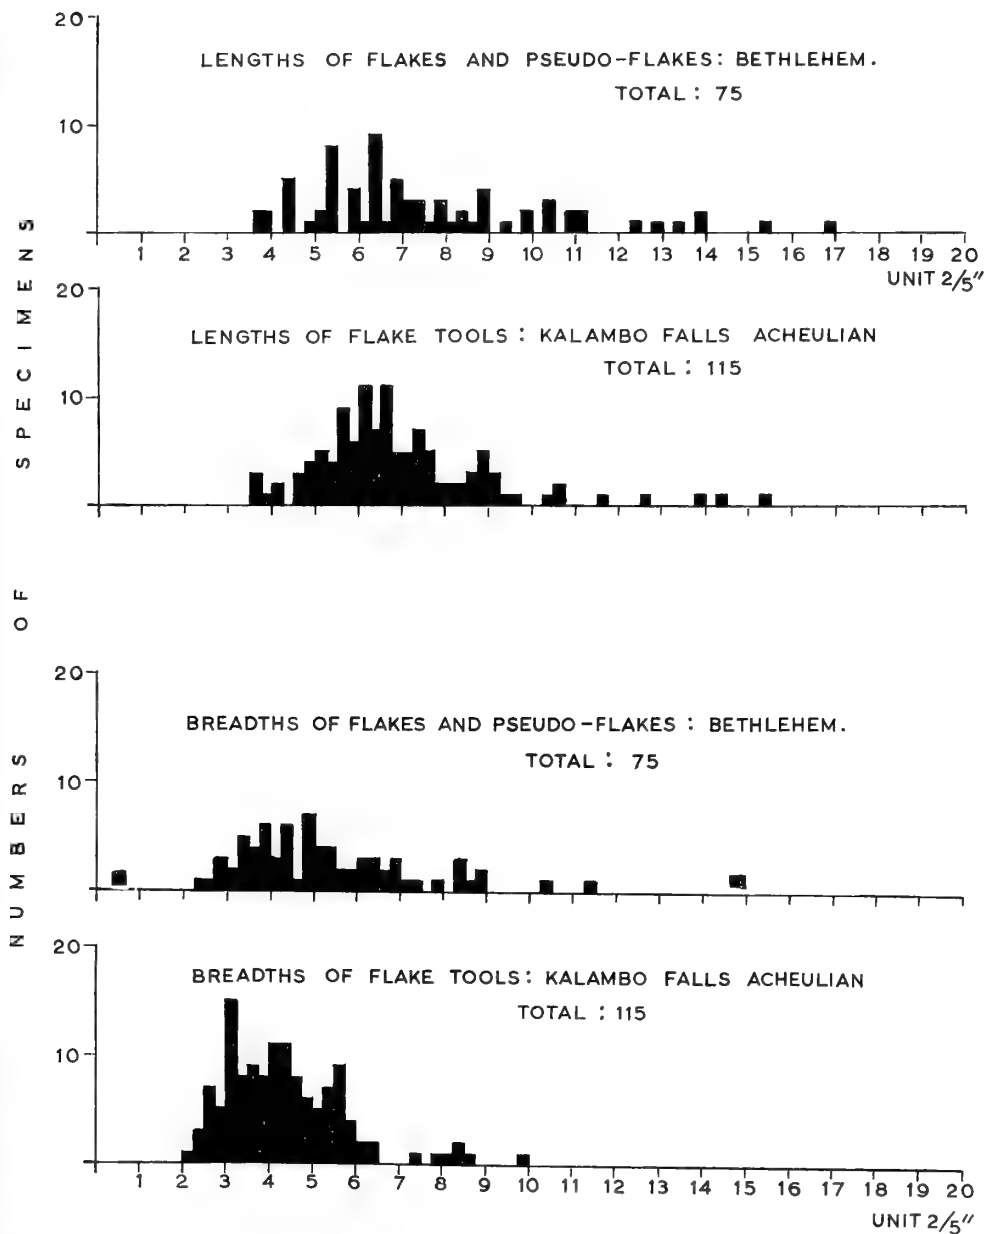 NUMBERS OF SPECIMENS
20
LENGTHS OF FLAKES AND PSEUDO-FLAKES: BETHLEHEM.
TOTAL: 75
10
1 2 3 4 5 6 7 8 9 10 11 12 13 14 15 16 17 18 19 20
UNIT 2/5"
20
LENGTHS OF FLAKE TOOLS: KALAMBO FALLS ACHEULIAN
TOTAL: 115
10
20
BREADTHS OF FLAKES AND PSEUDO-FLAKES: BETHLEHEM.
TOTAL: 75
10
20
BREADTHS OF FLAKE TOOLS: KALAMBO FALLS ACHEULIAN
TOTAL: 115
10
1 2 3 4 5 6 7 8 9 10 11 12 13 14 15 16 17 18 19 20
UNIT 2/5"